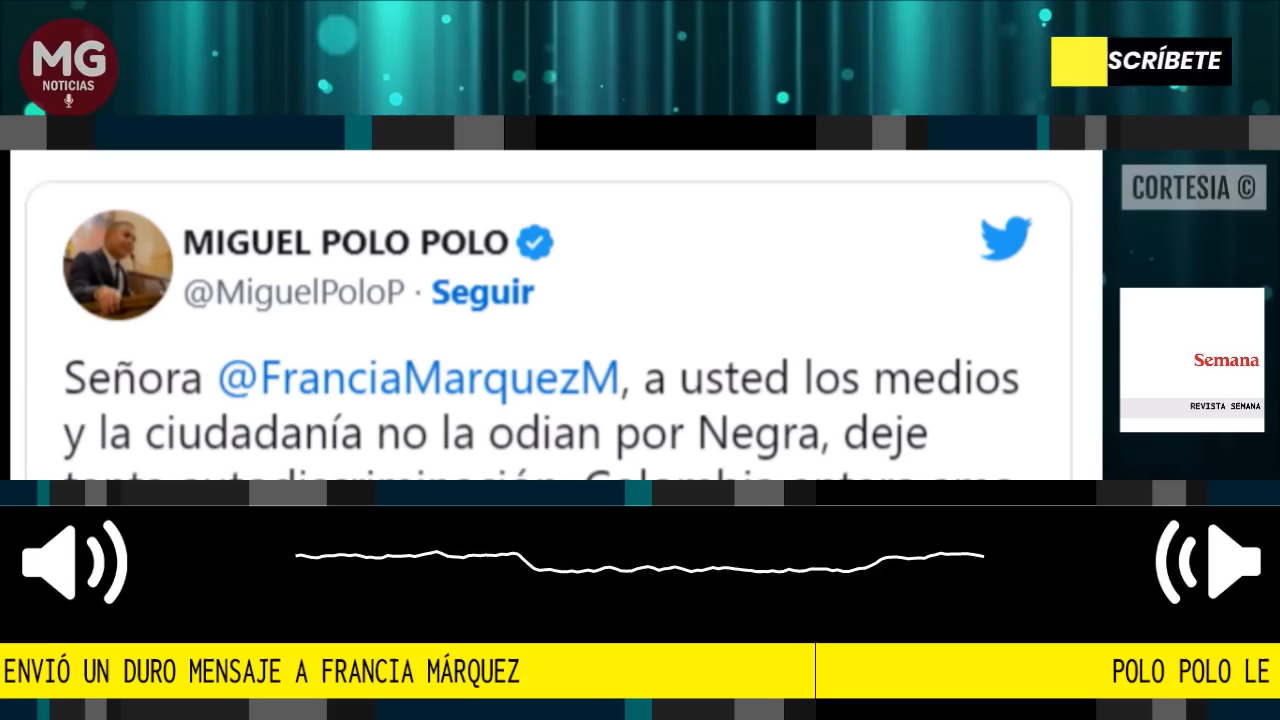 MG
NOTICIAS
SCRÍBETE
CORTESIA ©
MIGUEL POLO POLO
@MiguelPoloP · Seguir
Señora @FranciaMarquezM, a usted los medios
y la ciudadanía no la odian por Negra, deje
Semana
REVISTA SEMANA
ENVIÓ UN DURO MENSAJE A FRANCIA MÁRQUEZ
POLO POLO LE